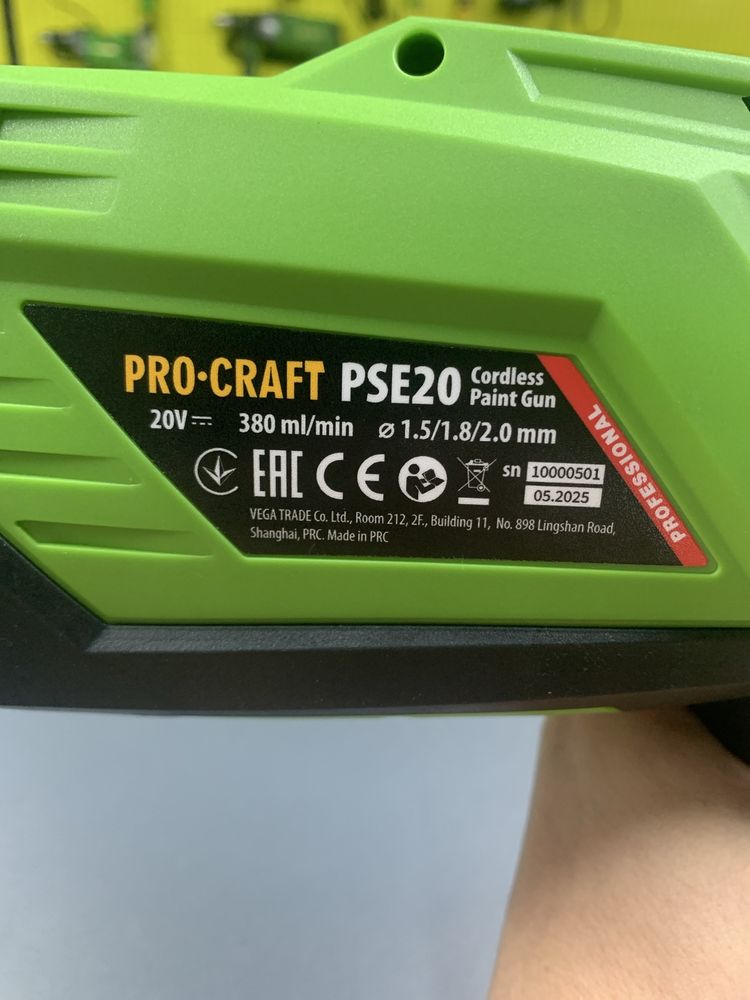 PRO·CRAFT PSE20 Cordless
Paint Gun
20V⎓ 380 ml/min ⌀ 1.5/1.8/2.0 mm
EAC CE sn 10000501
05.2025
VEGA TRADE Co. Ltd., Room 212, 2F., Building 11, No. 898 Lingshan Road,
Shanghai, PRC. Made in PRC
PROFESSIONAL